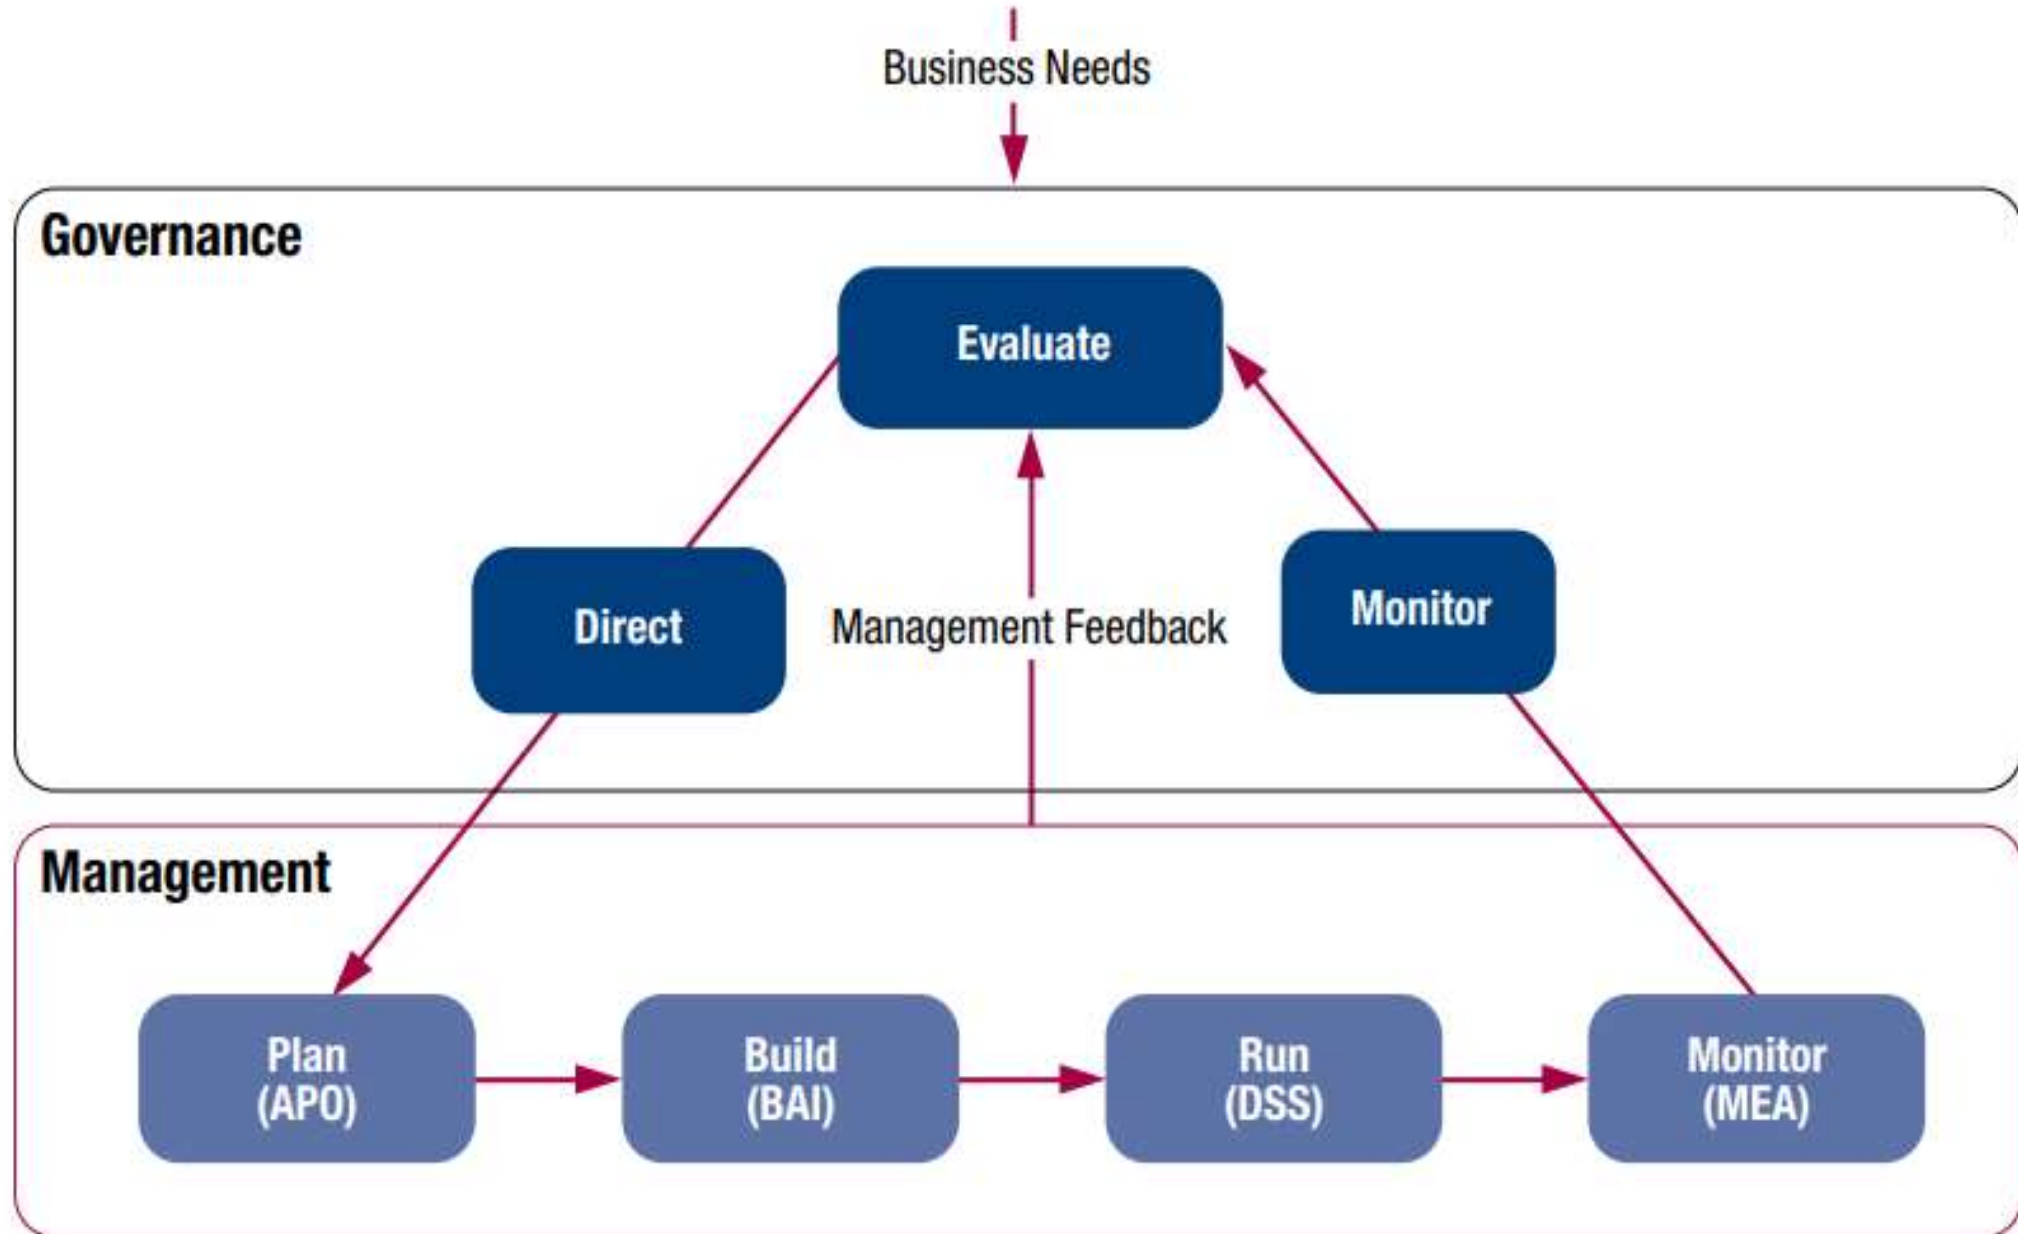 Business Needs
Governance
Evaluate
Direct
Management Feedback
Monitor
Management
Plan
(APO)
Build
(BAI)
Run
(DSS)
Monitor
(MEA)